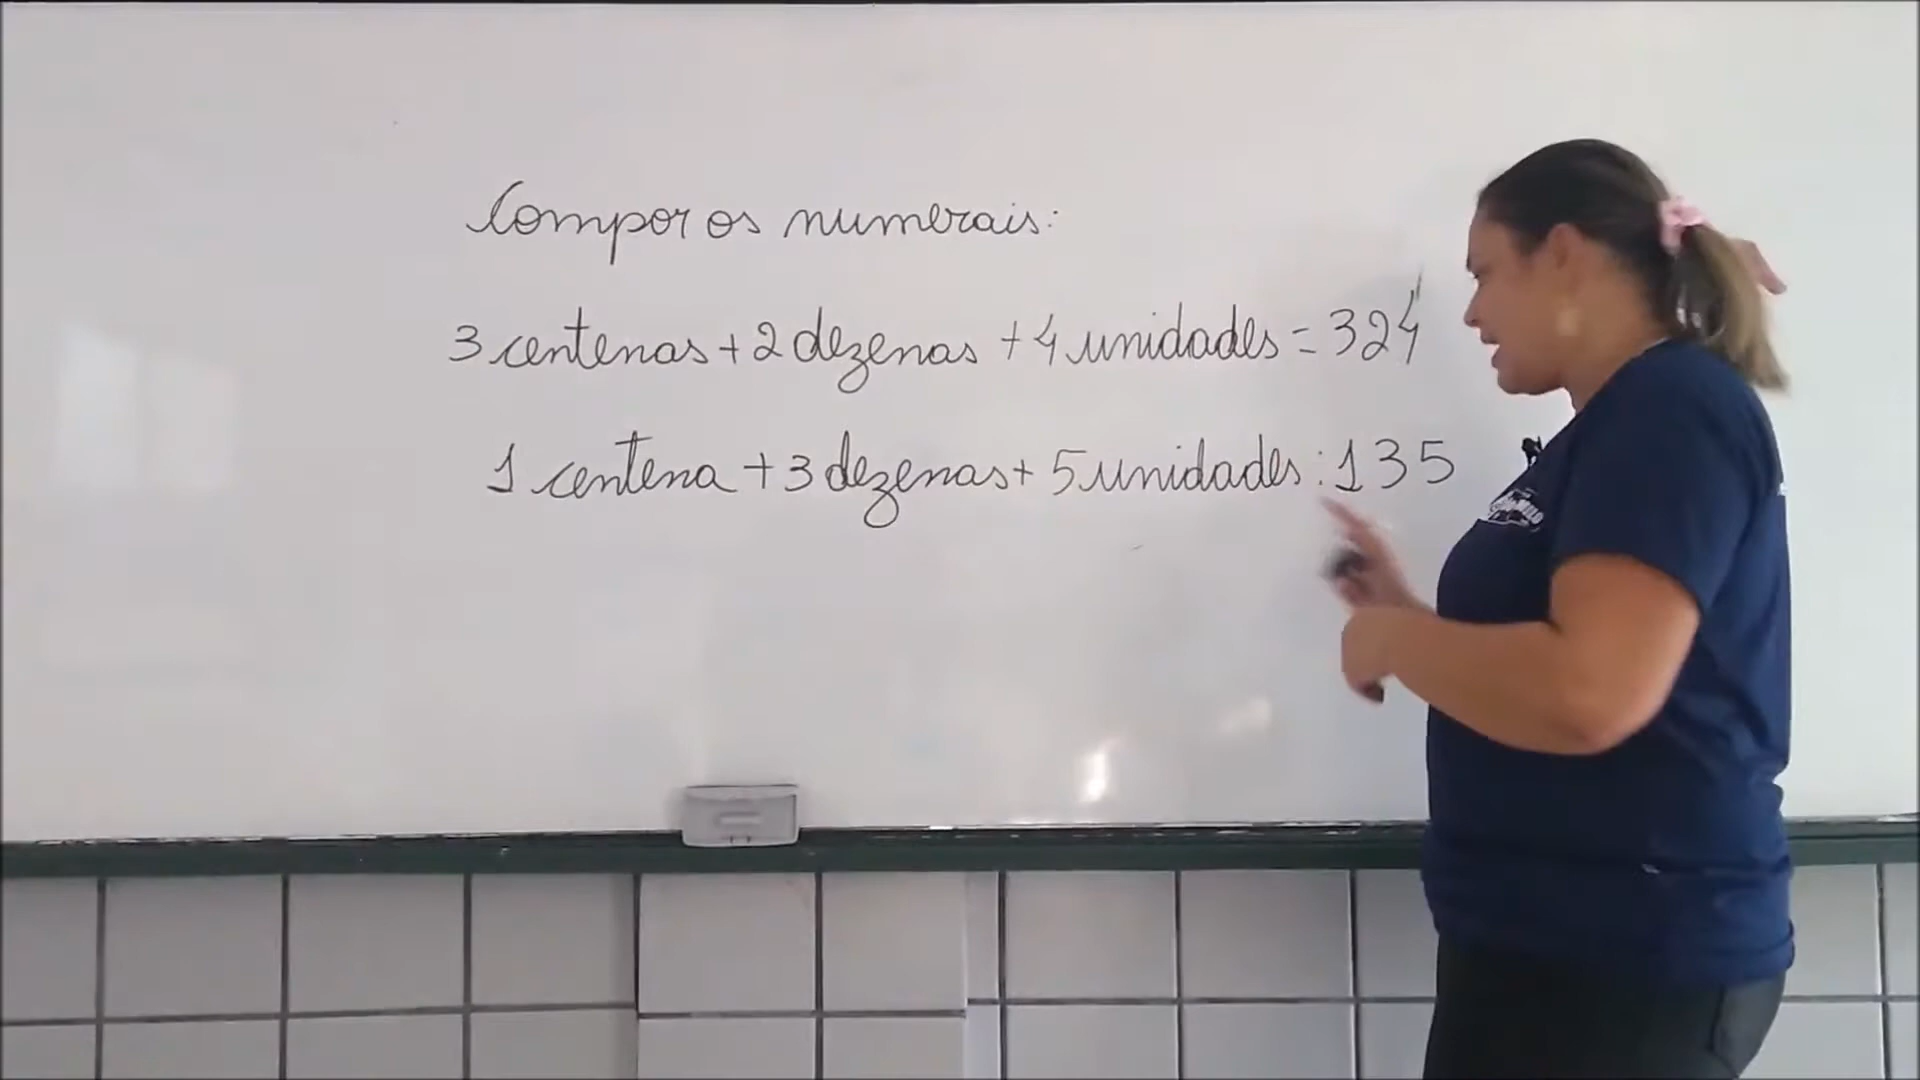 Compor os numerais:
3 centenas + 2 dezenas + 4 unidades = 324
1 centena + 3 dezenas + 5 unidades : 135